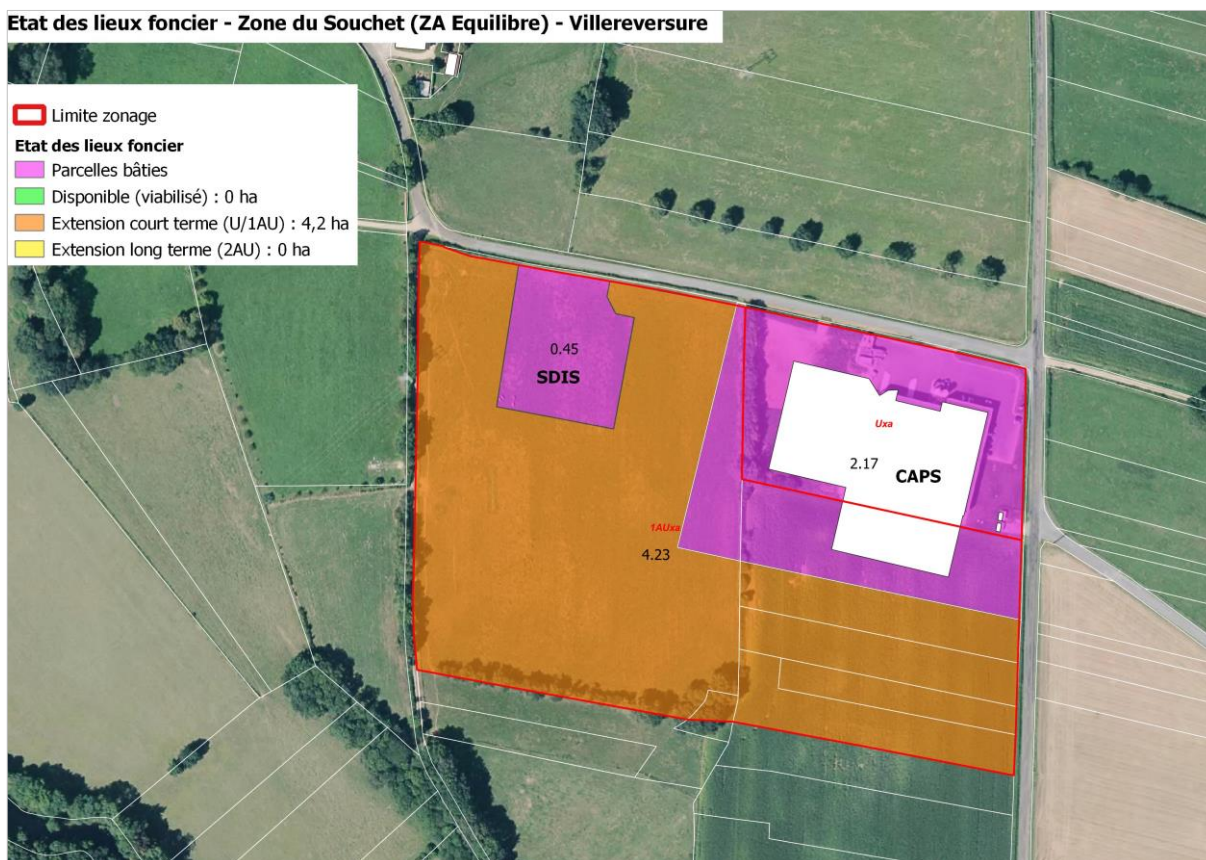 Etat des lieux foncier - Zone du Souchet (ZA Equilibre) - Villereversure
Limite zonage
Etat des lieux foncier
Parcelles bâties
Disponible (viabilisé) : 0 ha
Extension court terme (U/1AU) : 4,2 ha
Extension long terme (2AU) : 0 ha
0.45
SDIS
Uxa
2.17
CAPS
1AUxa
4.23